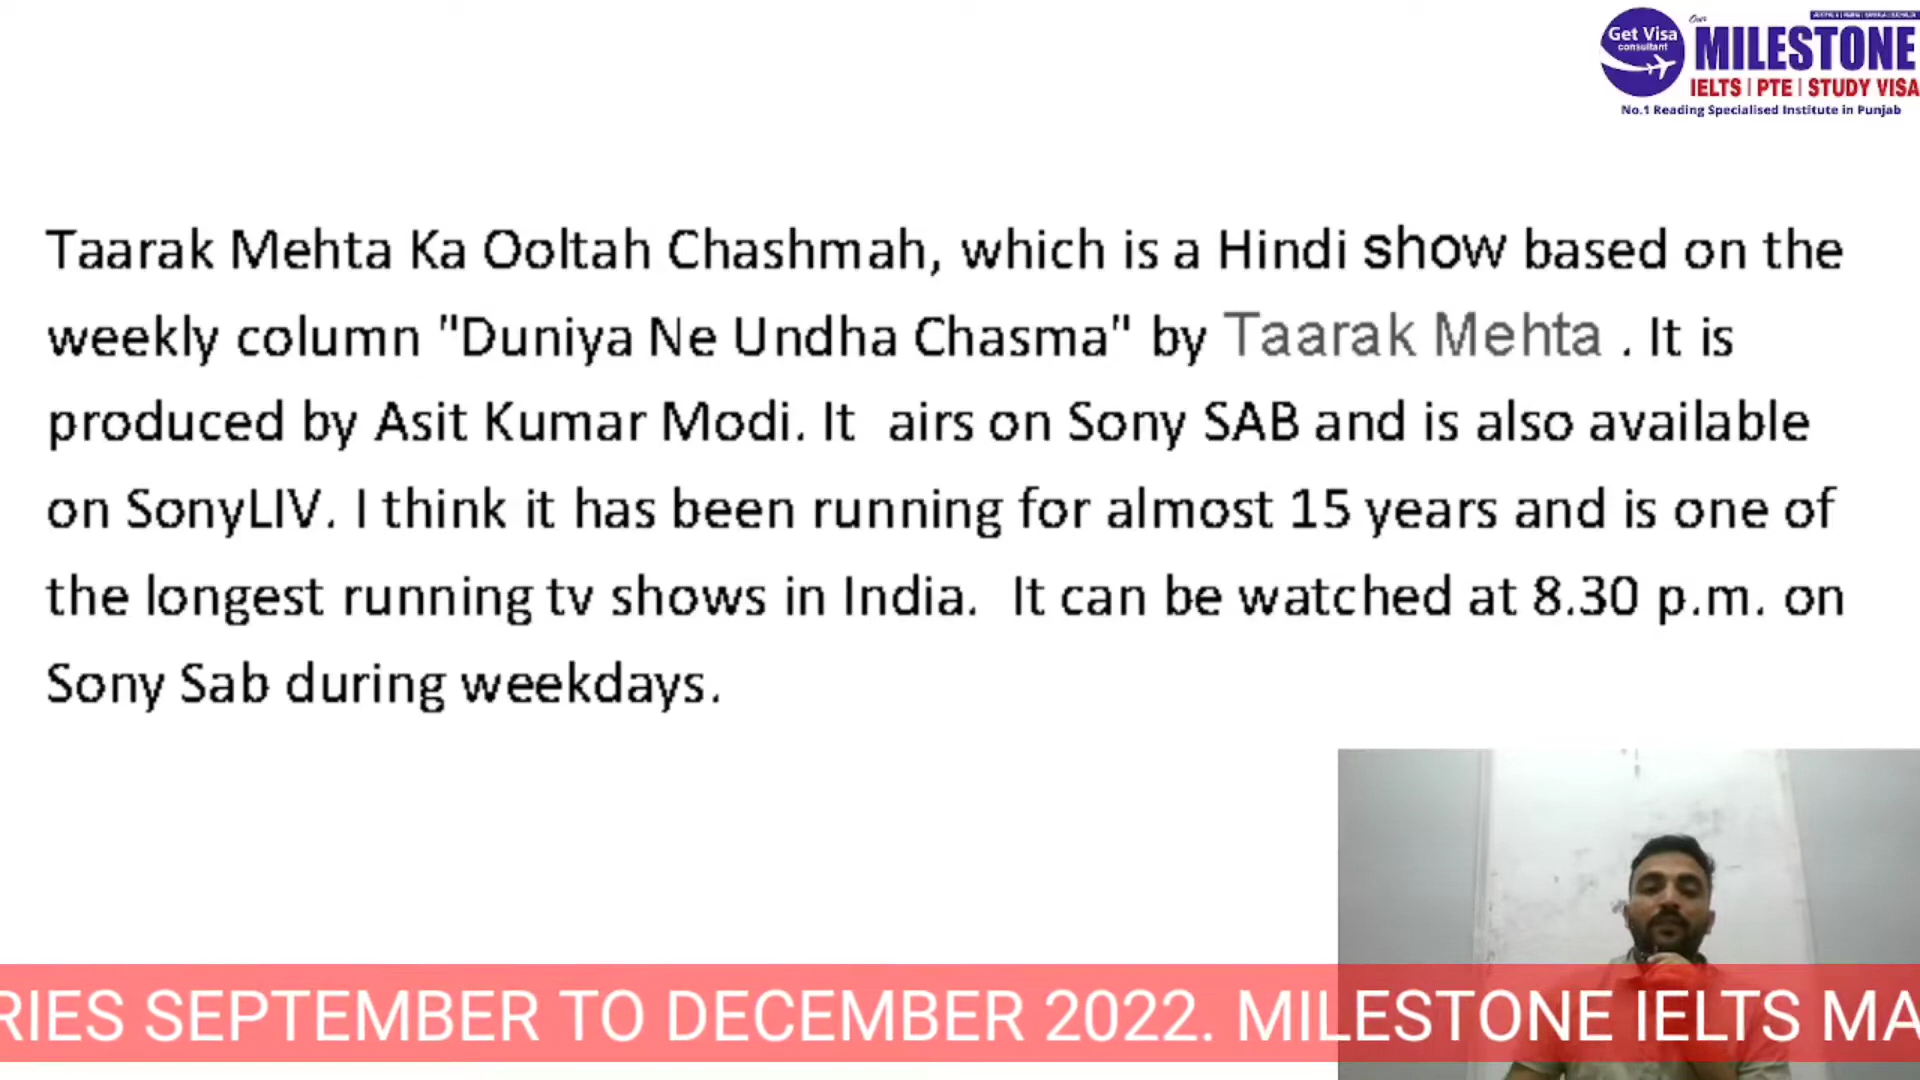 Get Visa
consultant
Our
MILESTONE
IELTS | PTE | STUDY VISA
No.1 Reading Specialised Institute in Punjab
Taarak Mehta Ka Ooltah Chashmah, which is a Hindi show based on the
weekly column "Duniya Ne Undha Chasma" by Taarak Mehta . It is
produced by Asit Kumar Modi. It airs on Sony SAB and is also available
on SonyLIV. I think it has been running for almost 15 years and is one of
the longest running tv shows in India. It can be watched at 8.30 p.m. on
Sony Sab during weekdays.
RIES SEPTEMBER TO DECEMBER 2022. MILESTONE IELTS MA